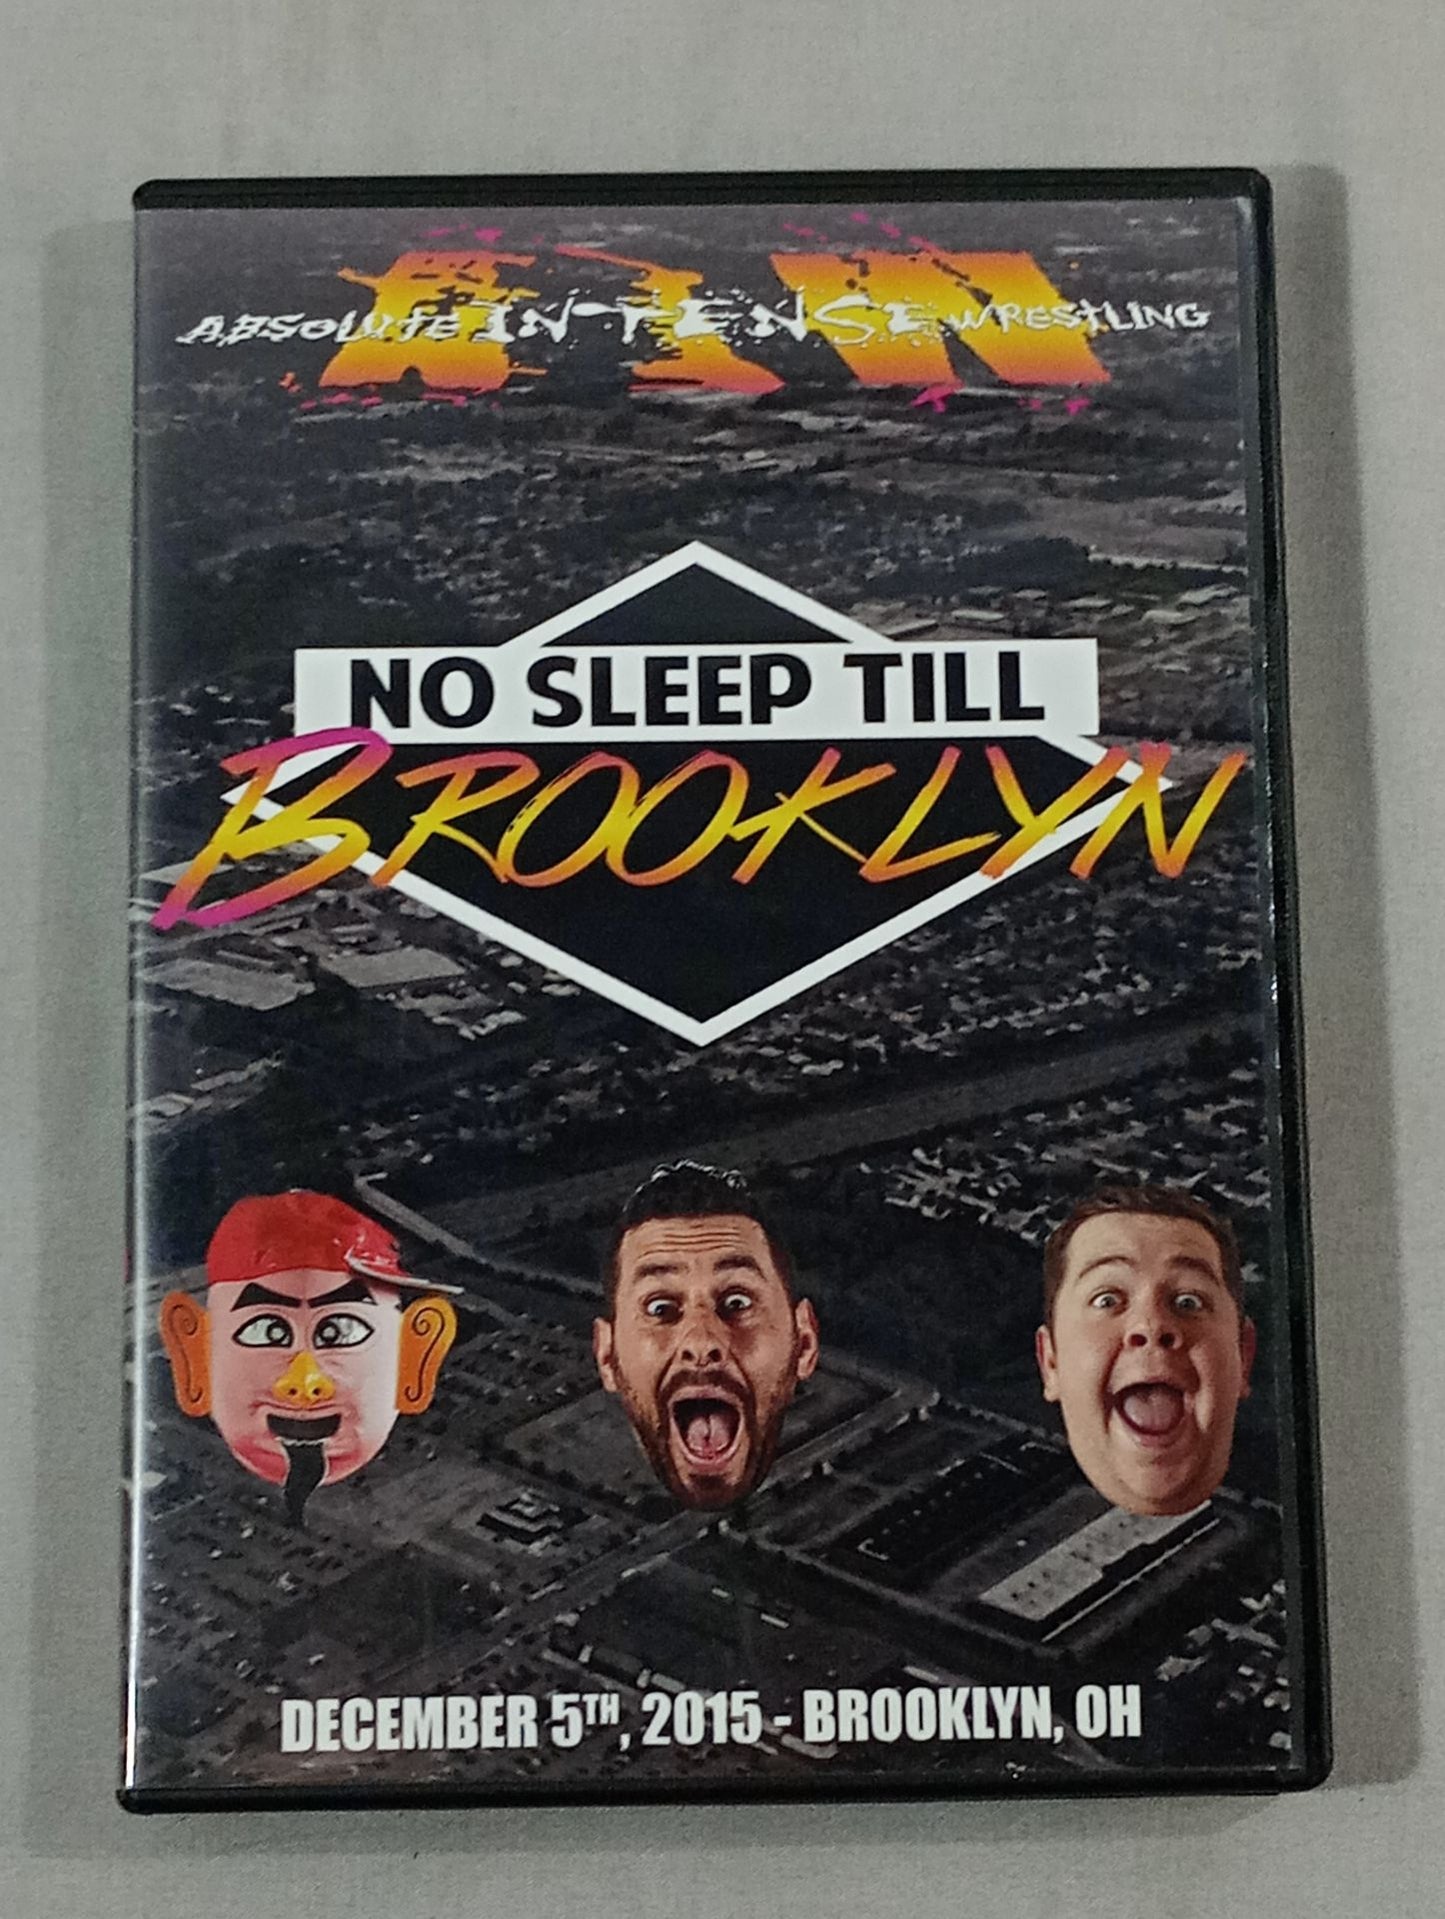 AIW
ABSOLUTE INTENSE WRESTLING
NO SLEEP TILL
BROOKLYN
DECEMBER 5TH, 2015 - BROOKLYN, OH